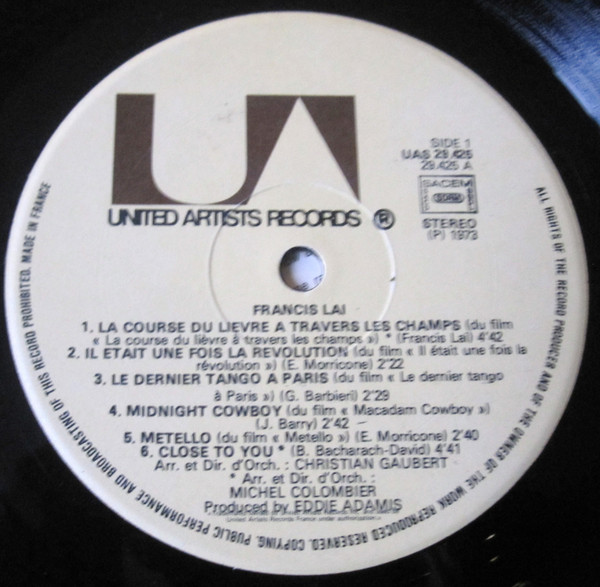 SIDE 1
UAS 29.425
29.425 A
SACEM
STEREO
(P) 1973
UA
UNITED ARTISTS RECORDS ®
FRANCIS LAI
1. LA COURSE DU LIEVRE A TRAVERS LES CHAMPS (du film
« La course du lièvre à travers les champs ») * (Francis Lai) 4'42
2. IL ETAIT UNE FOIS LA REVOLUTION (du film « Il était une fois la
révolution ») (E. Morricone) 2'22
3. LE DERNIER TANGO A PARIS (du film « Le dernier tango
à Paris ») (G. Barbieri) 2'29
4. MIDNIGHT COWBOY (du film « Macadam Cowboy »)
(J. Barry) 2'42 –
5. METELLO (du film « Metello ») (E. Morricone) 2'40
6. CLOSE TO YOU * (B. Bacharach-David) 4'41
Arr. et Dir. d'Orch. : CHRISTIAN GAUBERT
* Arr. et Dir. d'Orch. :
MICHEL COLOMBIER
Produced by EDDIE ADAMIS
United Artists Records France under authorisation
ALL RIGHTS OF THE RECORD PRODUCER AND OF THE OWNER OF THE WORK REPRODUCED RESERVED. COPYING, PUBLIC PERFORMANCE AND BROADCASTING OF THIS RECORD PROHIBITED. MADE IN FRANCE